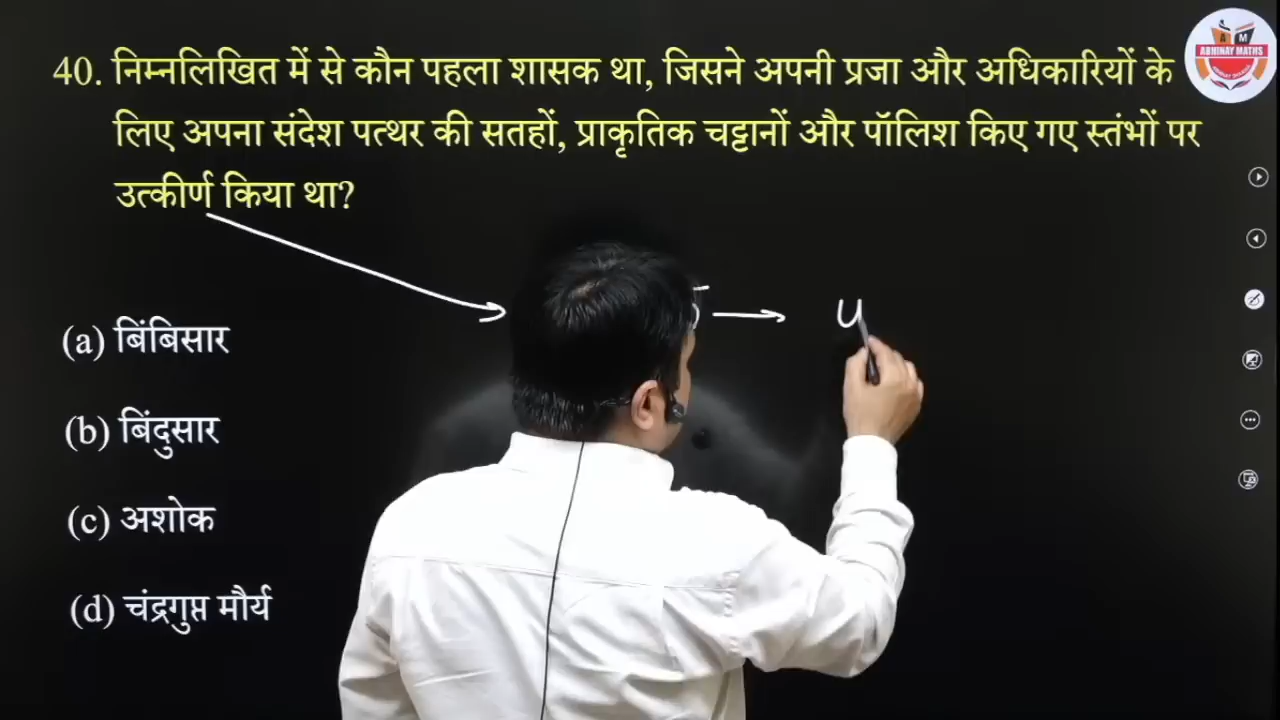 40. निम्नलिखित में से कौन पहला शासक था, जिसने अपनी प्रजा और अधिकारियों के
लिए अपना संदेश पत्थर की सतहों, प्राकृतिक चट्टानों और पॉलिश किए गए स्तंभों पर
उत्कीर्ण किया था?
(a) बिंबिसार
(b) बिंदुसार
(c) अशोक
(d) चंद्रगुप्त मौर्य
A M
ABHINAY MATHS